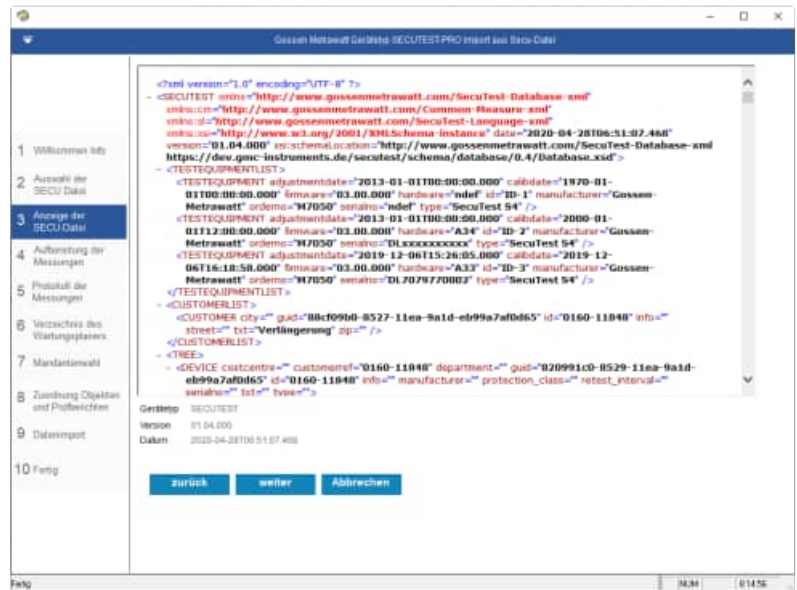 Gossen Metrawatt Gerätetyp SECUTEST-PRO Import aus Secu-Datei
1 Willkommen Info
2 Auswahl der
SECU Datei
3 Anzeige der
SECU-Datei
4 Aufbereitung der
Messungen
5 Protokoll der
Messungen
6 Verzeichnis des
Wartungsplaners
7 Mandantenwahl
8 Zuordnung Objekten
und Prüfberichten
9 Datenimport
10 Fertig
<?xml version="1.0" encoding="UTF-8" ?>
- <SECUTEST xmlns="http://www.gossenmetrawatt.com/SecuTest-Database-xml"
xmlns:cm="http://www.gossenmetrawatt.com/Common-Measure-xml"
xmlns:sl="http://www.gossenmetrawatt.com/SecuTest-Language-xml"
xmlns:xsi="http://www.w3.org/2001/XMLSchema-instance" date="2020-04-28T06:51:07.468"
version="01.04.000" xsi:schemaLocation="http://www.gossenmetrawatt.com/SecuTest-Database-xml
https://dev.gmc-instruments.de/secutest/schema/database/0.4/Database.xsd">
- <TESTEQUIPMENTLIST>
<TESTEQUIPMENT adjustmentdate="2013-01-01T00:00:00.000" calibdate="1970-01-
01T00:00:00.000" firmware="03.00.000" hardware="ndef" id="ID-1" manufacturer="Gossen-
Metrawatt" orderno="M7050" serialno="ndef" type="SecuTest S4" />
<TESTEQUIPMENT adjustmentdate="2013-01-01T00:00:00.000" calibdate="2000-01-
01T12:00:00.000" firmware="03.00.000" hardware="A34" id="ID-2" manufacturer="Gossen-
Metrawatt" orderno="M7050" serialno="DLxxxxxxxxxx" type="SecuTest S4" />
<TESTEQUIPMENT adjustmentdate="2019-12-06T15:26:05.000" calibdate="2019-12-
06T16:18:50.000" firmware="03.00.000" hardware="A33" id="ID-3" manufacturer="Gossen-
Metrawatt" orderno="M7050" serialno="DL7079770002" type="SecuTest S4" />
</TESTEQUIPMENTLIST>
- <CUSTOMERLIST>
<CUSTOMER city="" guid="88cf09b0-8527-11ea-9a1d-eb99a7af0d65" id="0160-11848" info=""
street="" txt="Verlängerung" zip="" />
</CUSTOMERLIST>
- <TREE>
- <DEVICE costcentre="" customerref="0160-11848" department="" guid="820991c0-8529-11ea-9a1d-
eb99a7af0d65" id="0160-11848" info="" manufacturer="" protection_class="" retest_interval=""
serialno="" txt="" type="">
Gerätetyp SECUTEST
Version 01.04.000
Datum 2020-04-28T06:51:07.468
zurück weiter Abbrechen
Fertig NUM 8:14:56